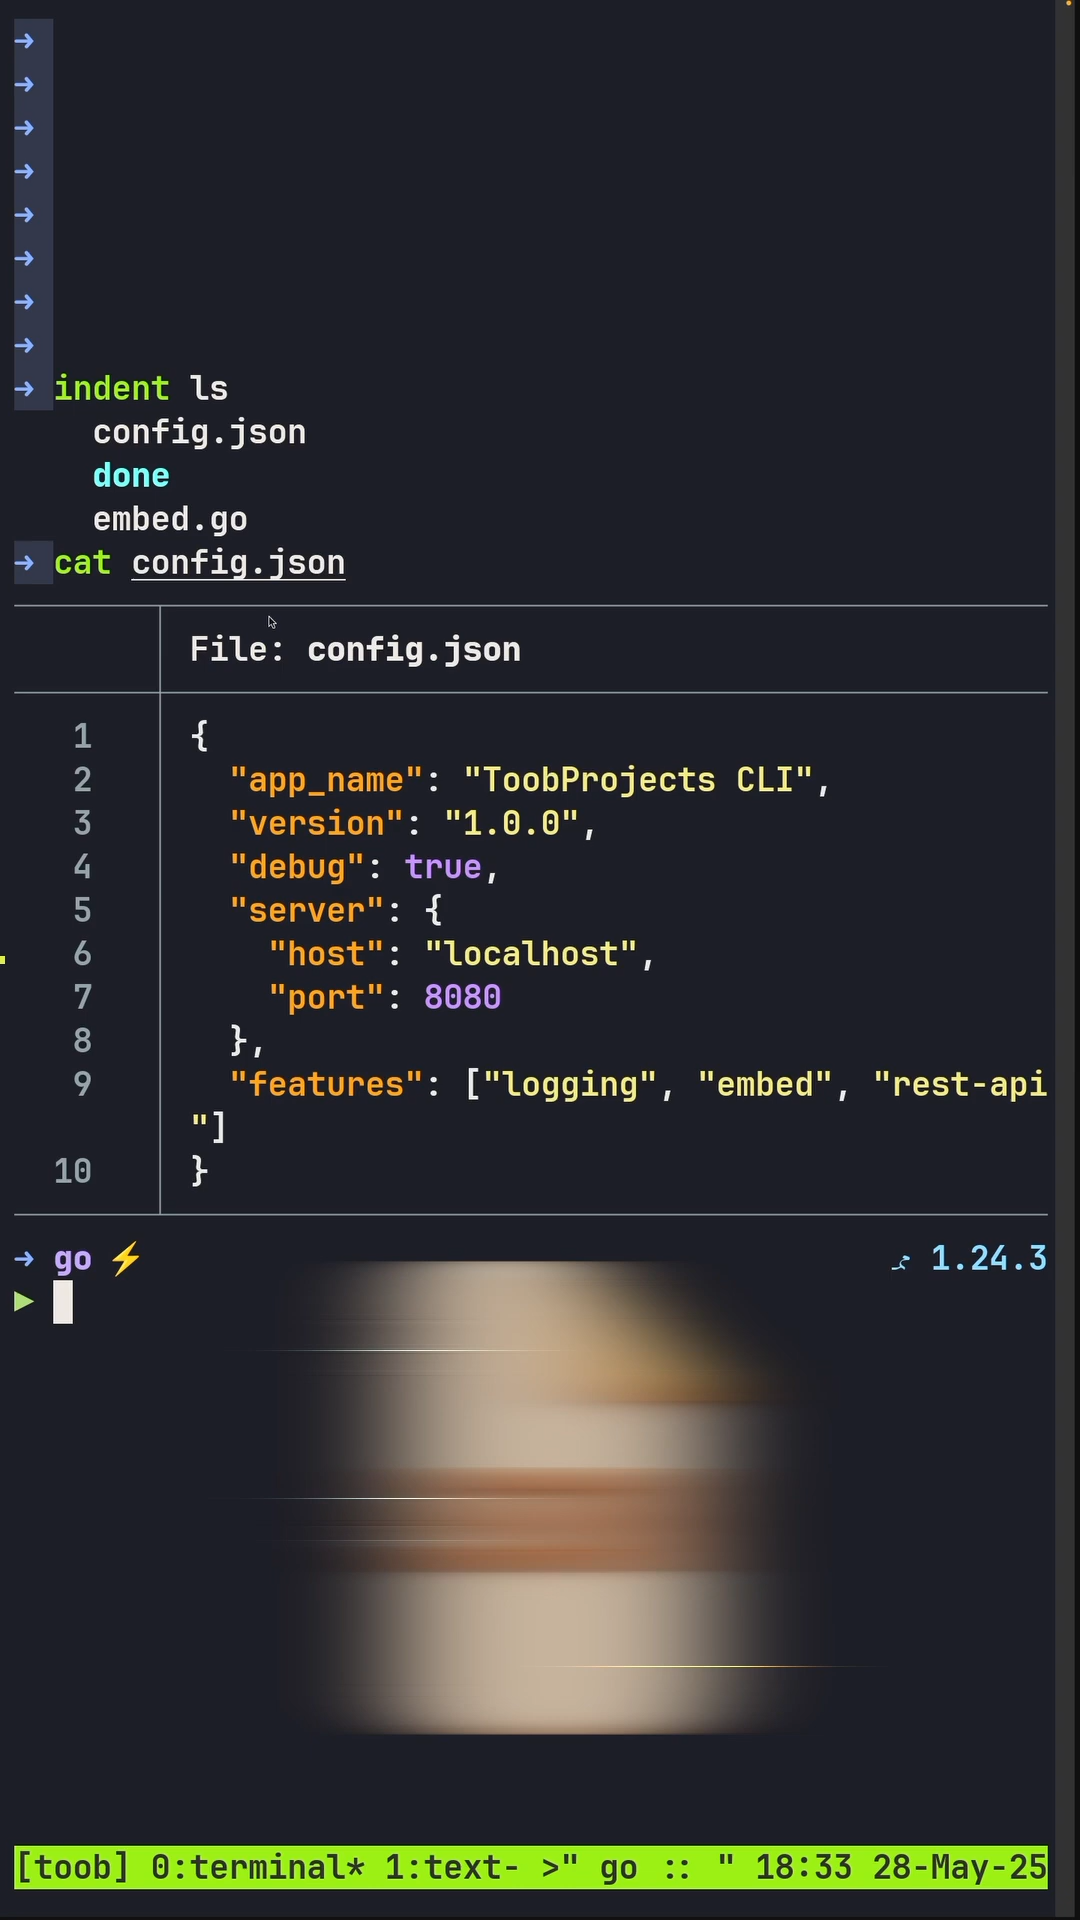 →
→
→
→
→
→
→
→
→ indent ls
config.json
done
embed.go
→ cat config.json
File: config.json
1 {
2   "app_name": "ToobProjects CLI",
3   "version": "1.0.0",
4   "debug": true,
5   "server": {
6     "host": "localhost",
7     "port": 8080
8   },
9   "features": ["logging", "embed", "rest-api
"]
10 }
→ go ⚡ 1.24.3
[toob] 0:terminal* 1:text- >" go :: " 18:33 28-May-25